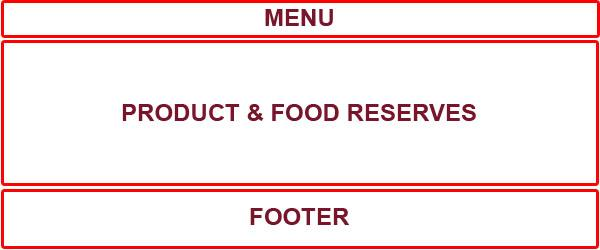 MENU
PRODUCT & FOOD RESERVES
FOOTER